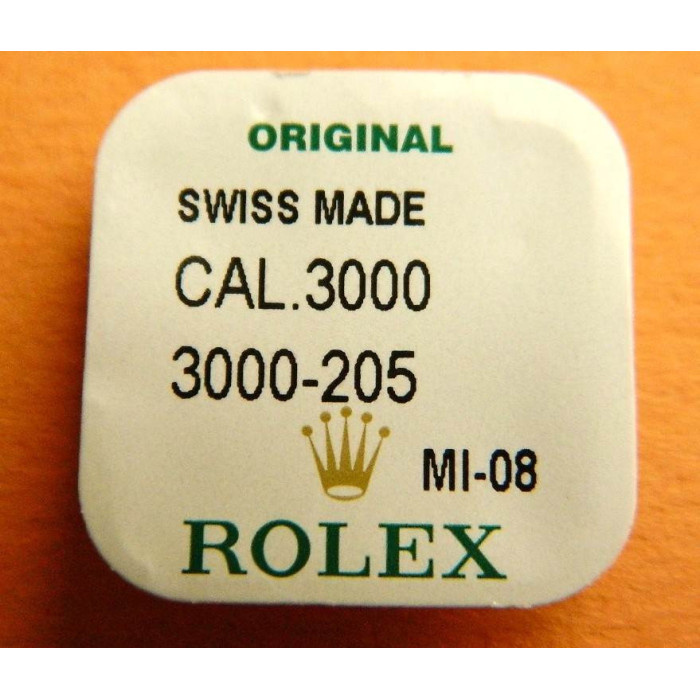 ORIGINAL
SWISS MADE
CAL.3000
3000-205
MI-08
ROLEX